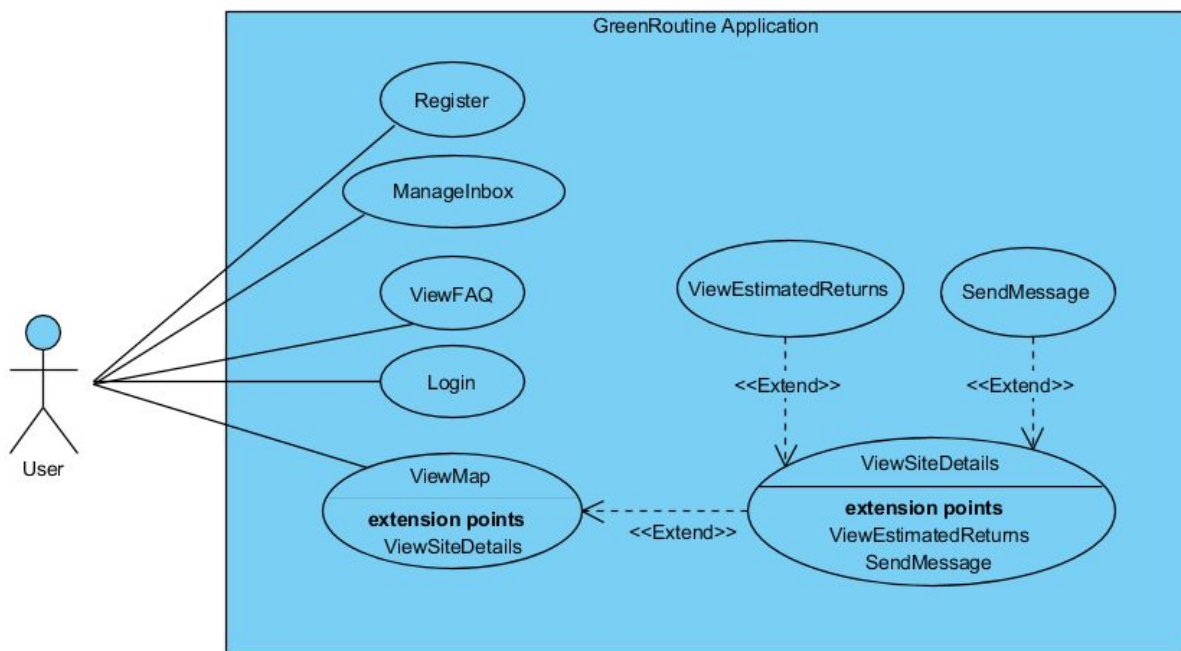 GreenRoutine Application
Register
ManageInbox
ViewFAQ
ViewEstimatedReturns
SendMessage
Login
<<Extend>>
<<Extend>>
User
ViewMap
extension points
ViewSiteDetails
<<Extend>>
ViewSiteDetails
extension points
ViewEstimatedReturns
SendMessage